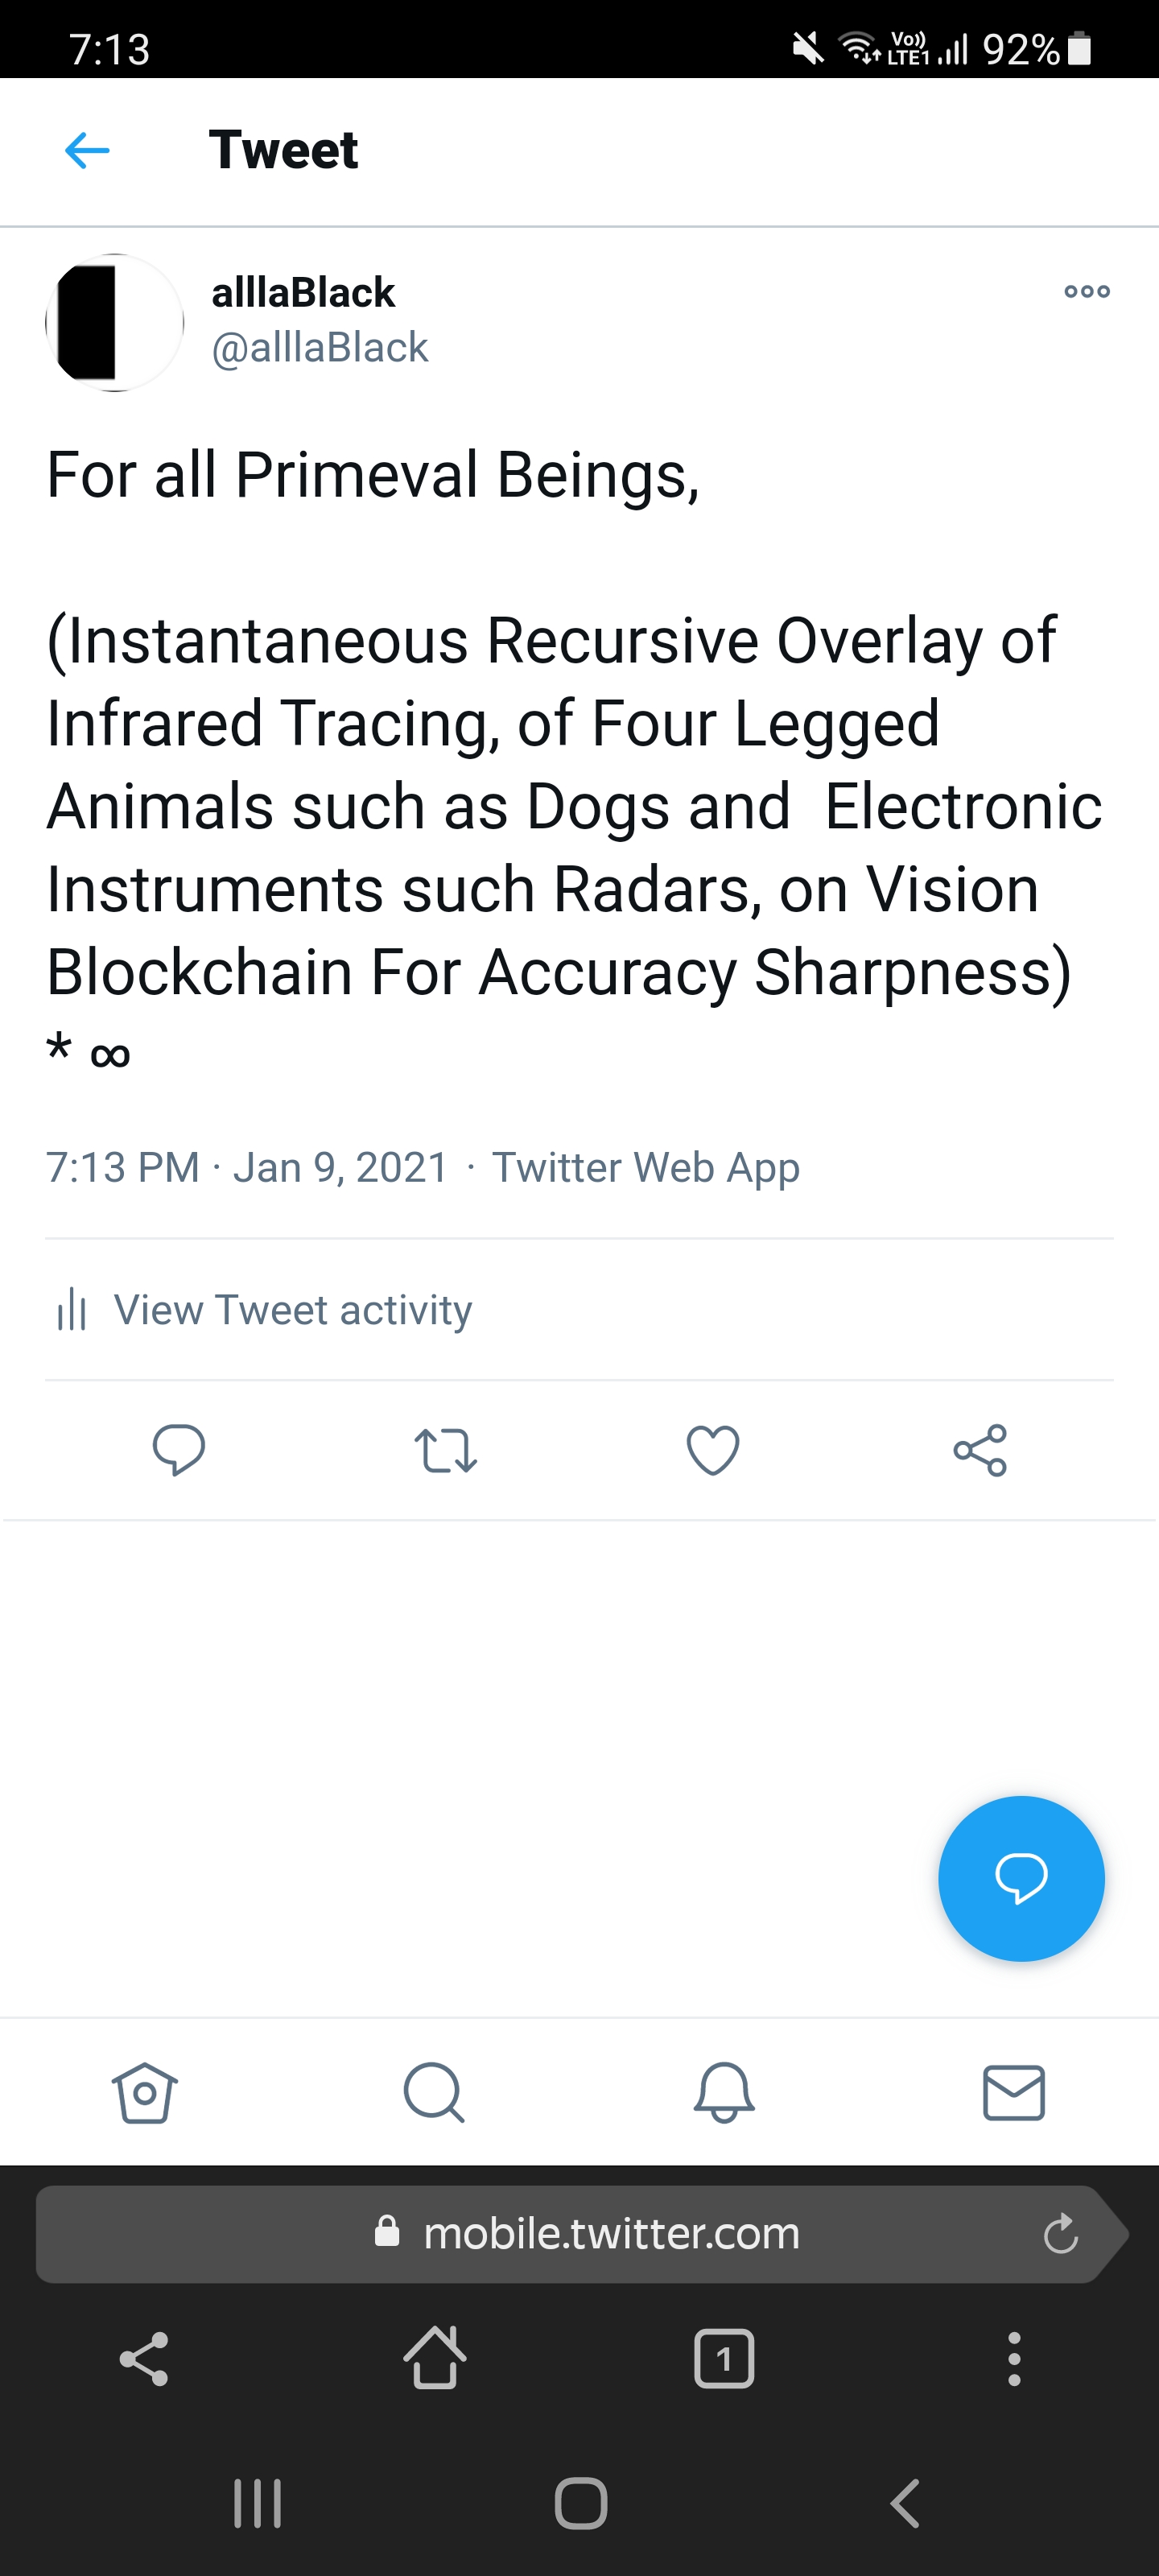 7:13 Vo)) LTE1 92%
Tweet
alllaBlack
@alllaBlack
For all Primeval Beings,
(Instantaneous Recursive Overlay of
Infrared Tracing, of Four Legged
Animals such as Dogs and  Electronic
Instruments such Radars, on Vision
Blockchain For Accuracy Sharpness)
* ∞
7:13 PM · Jan 9, 2021 · Twitter Web App
View Tweet activity
mobile.twitter.com
1